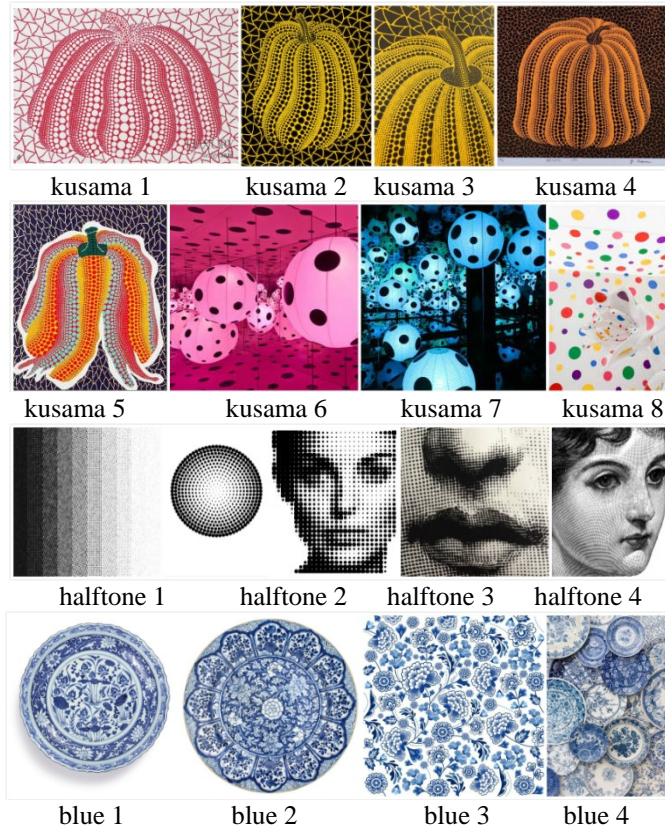 kusama 1 kusama 2 kusama 3 kusama 4
kusama 5 kusama 6 kusama 7 kusama 8
halftone 1 halftone 2 halftone 3 halftone 4
blue 1 blue 2 blue 3 blue 4